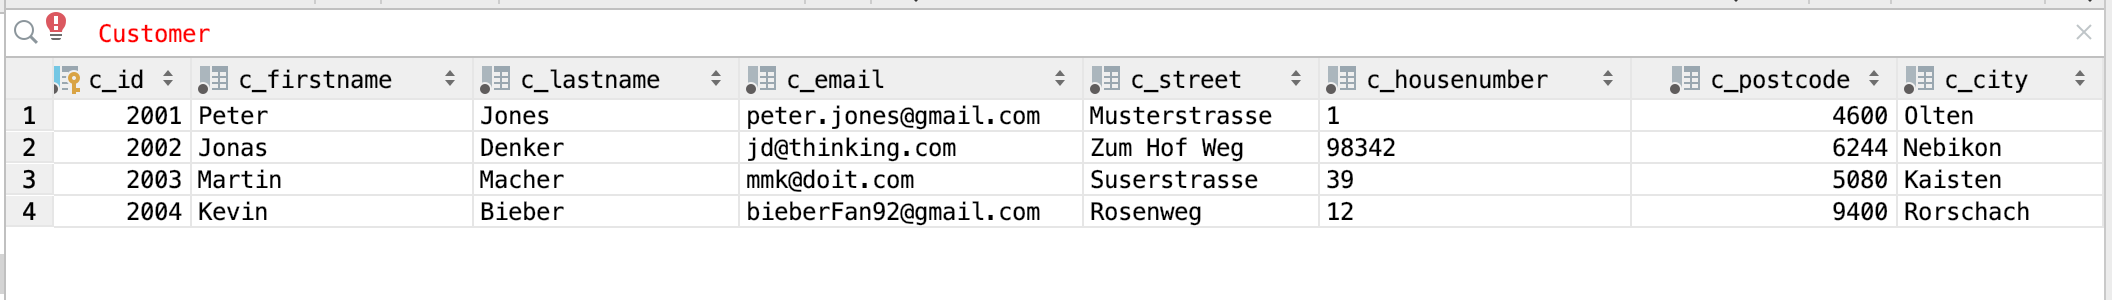 Customer
c_id c_firstname c_lastname c_email c_street c_housenumber c_postcode c_city
1 2001 Peter Jones peter.jones@gmail.com Musterstrasse 1 4600 Olten
2 2002 Jonas Denker jd@thinking.com Zum Hof Weg 98342 6244 Nebikon
3 2003 Martin Macher mmk@doit.com Suserstrasse 39 5080 Kaisten
4 2004 Kevin Bieber bieberFan92@gmail.com Rosenweg 12 9400 Rorschach